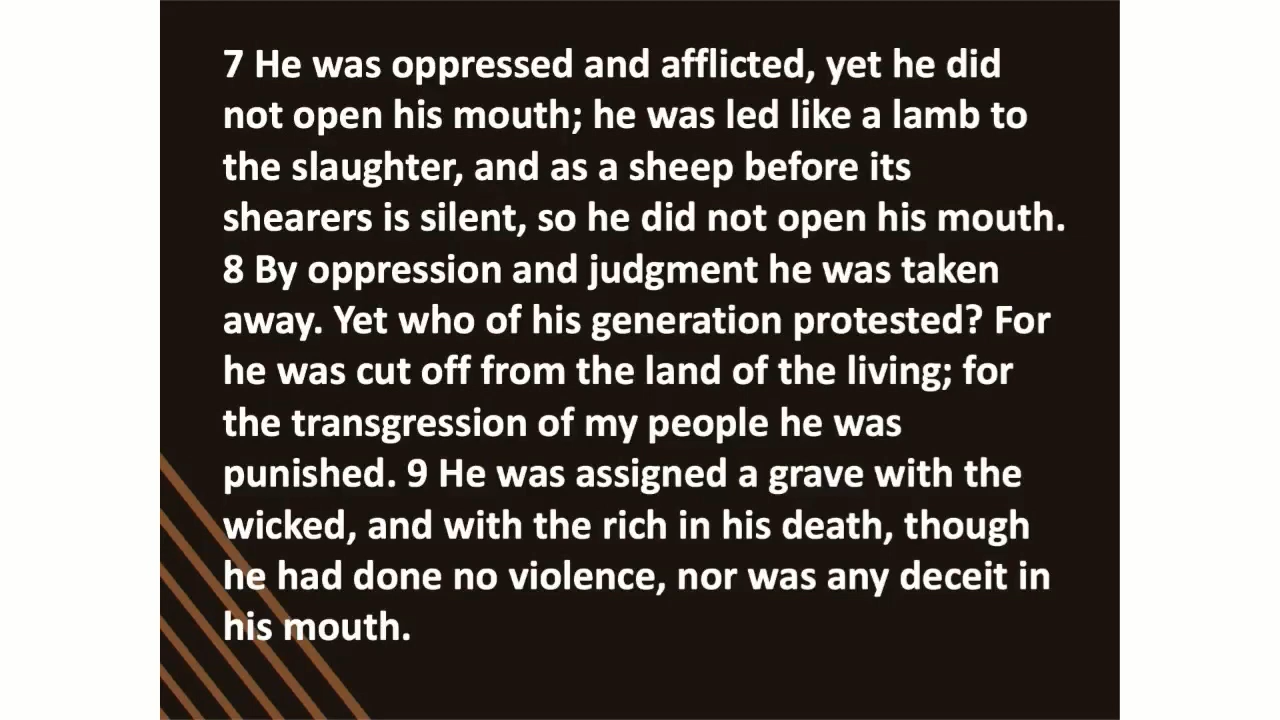 7 He was oppressed and afflicted, yet he did
not open his mouth; he was led like a lamb to
the slaughter, and as a sheep before its
shearers is silent, so he did not open his mouth.
8 By oppression and judgment he was taken
away. Yet who of his generation protested? For
he was cut off from the land of the living; for
the transgression of my people he was
punished. 9 He was assigned a grave with the
wicked, and with the rich in his death, though
he had done no violence, nor was any deceit in
his mouth.